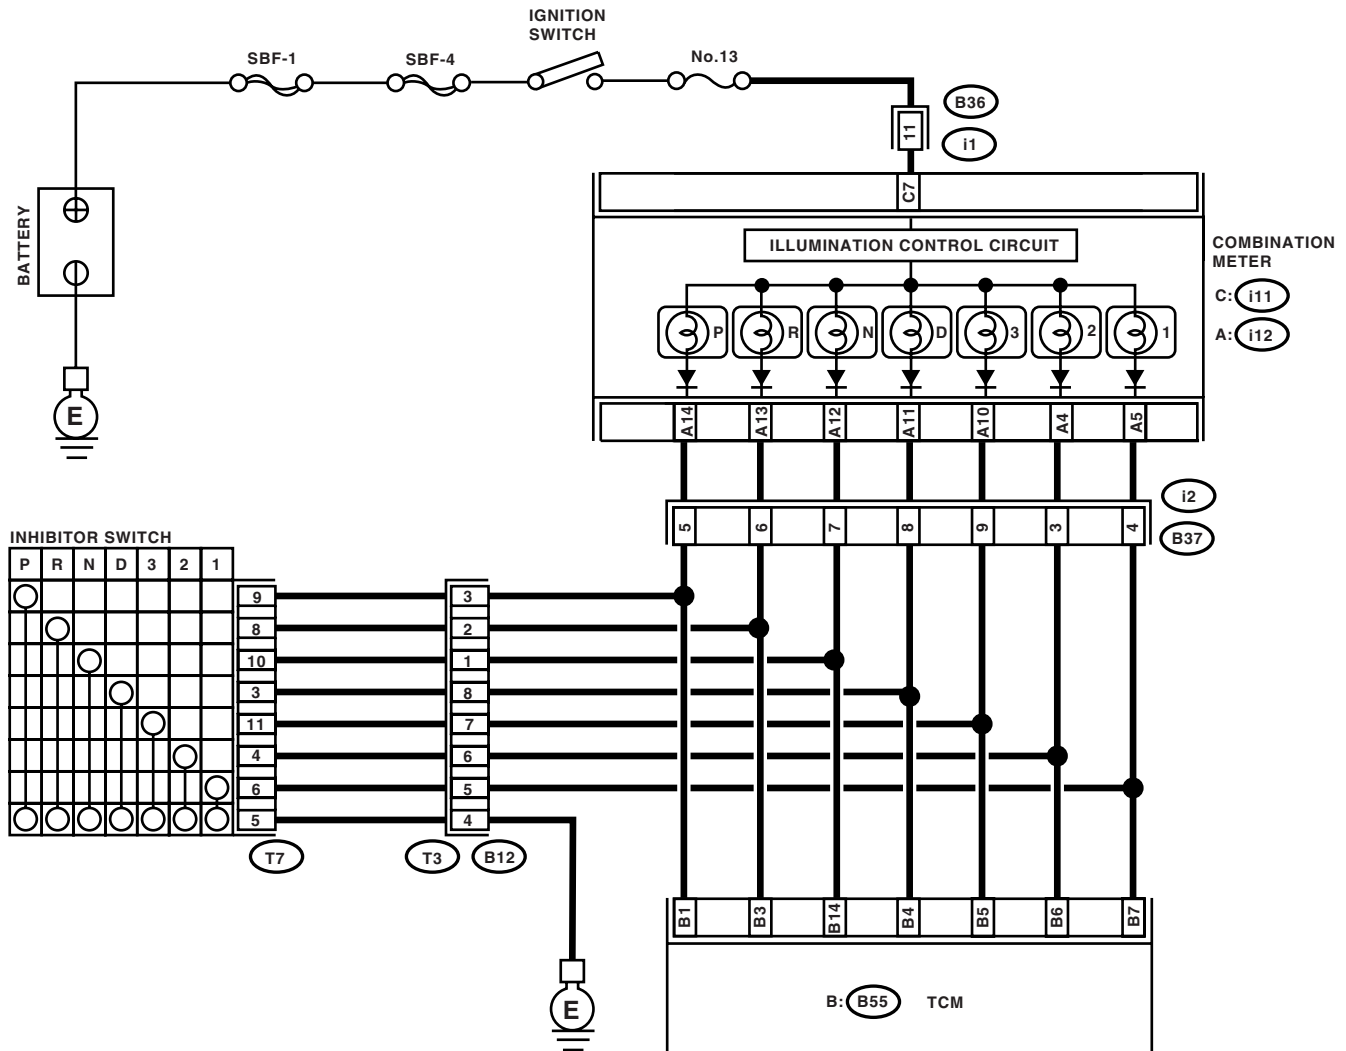 IGNITION
SWITCH
SBF-1
SBF-4
No.13
B36
11
i1
C7
BATTERY
ILLUMINATION CONTROL CIRCUIT
COMBINATION
METER
C: i11
A: i12
P R N D 3 2 1
E
A14 A13 A12 A11 A10 A4 A5
i2
5 6 7 8 9 3 4
B37
INHIBITOR SWITCH
P R N D 3 2 1
9 3
8 2
10 1
3 8
11 7
4 6
6 5
5 4
T7 T3 B12
B1 B3 B14 B4 B5 B6 B7
E
B: B55 TCM